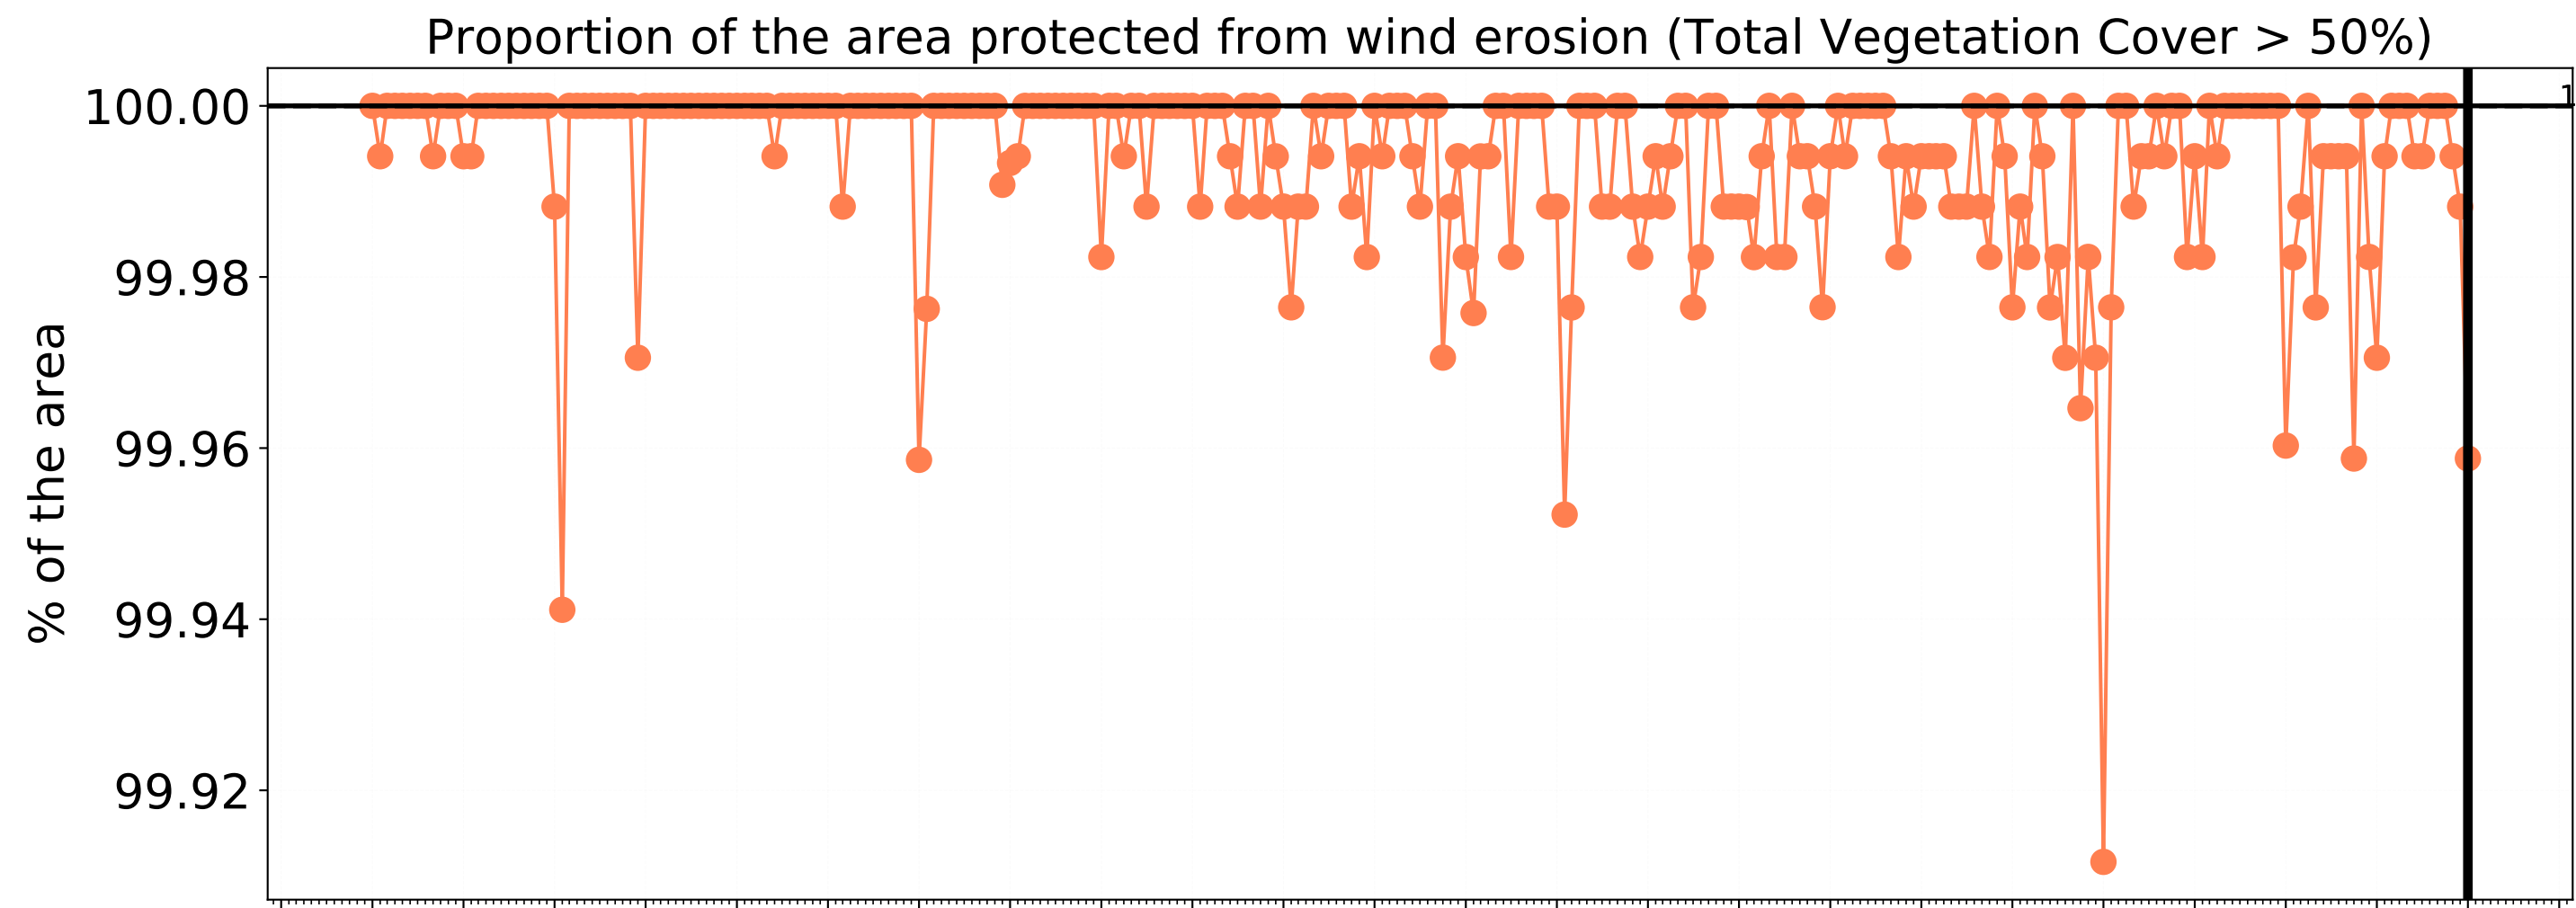 Proportion of the area protected from wind erosion (Total Vegetation Cover > 50%)
100.00
99.98
99.96
99.94
99.92
% of the area